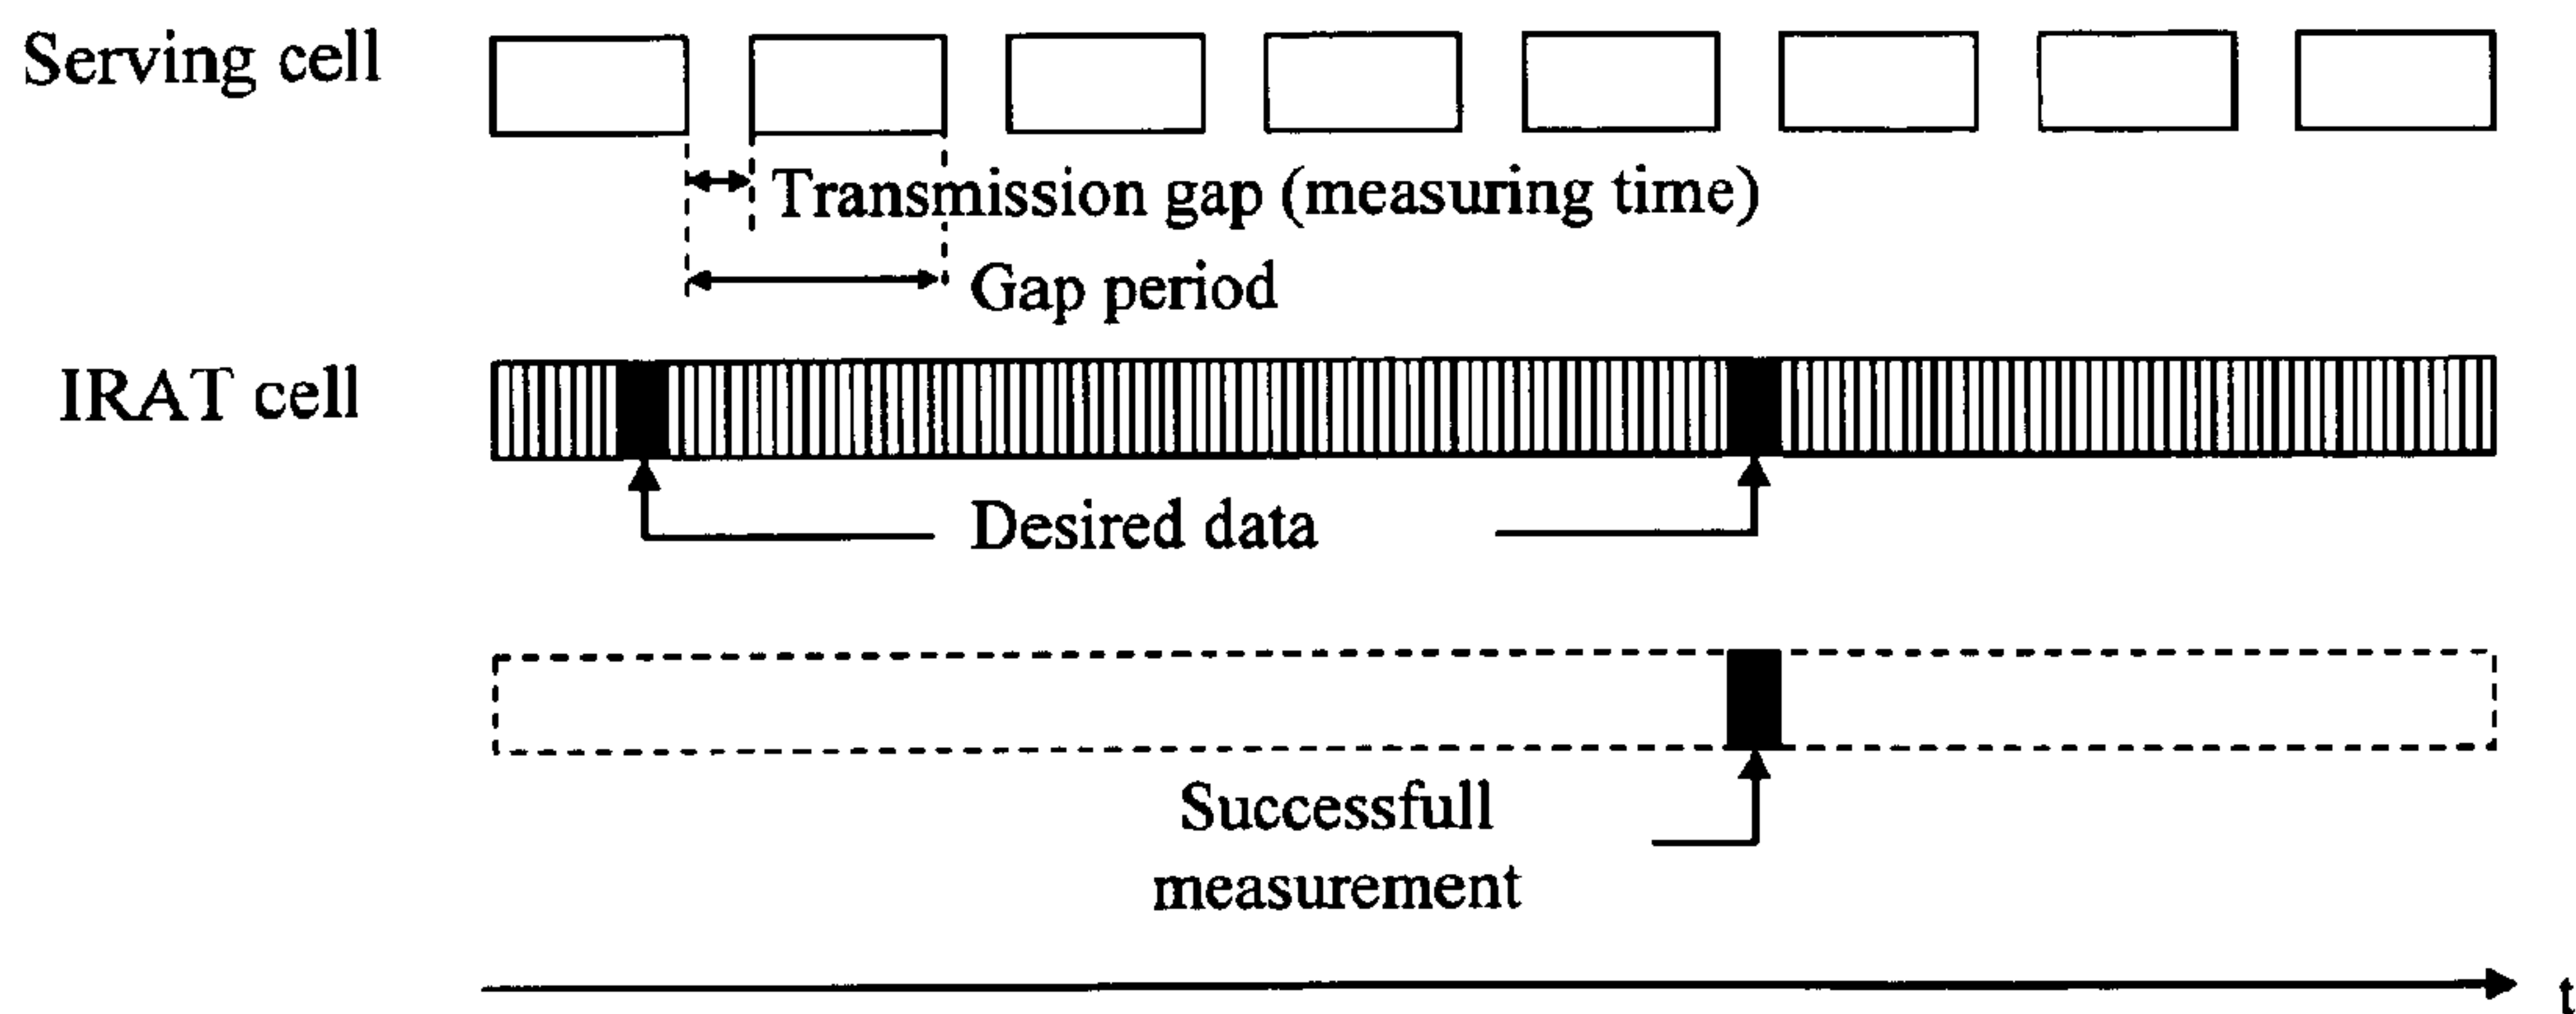 Serving cell
Transmission gap (measuring time)
Gap period
IRAT cell
Desired data
Successfull
measurement
t